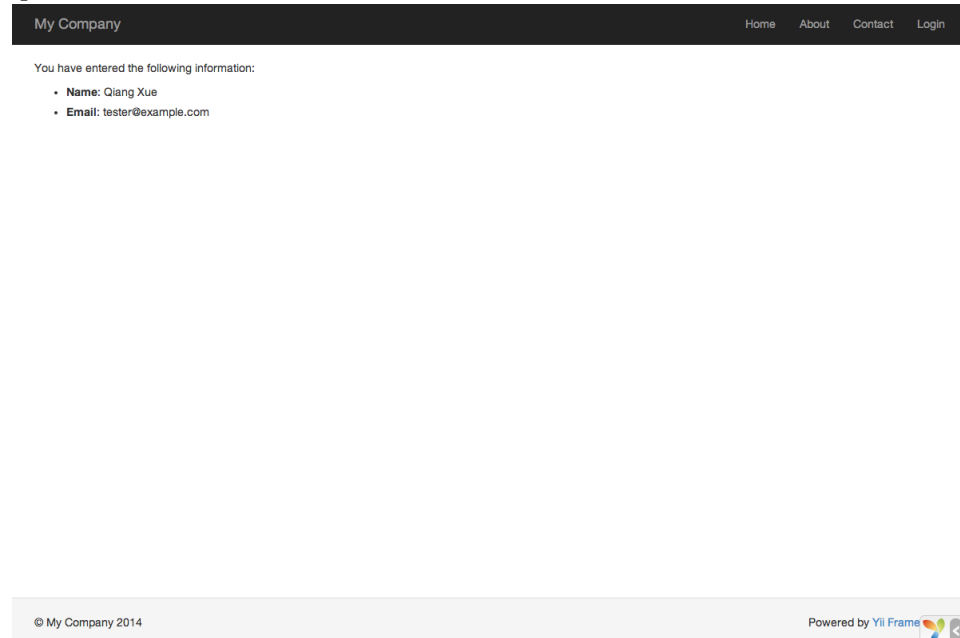 My Company Home About Contact Login
You have entered the following information:
• Name: Qiang Xue
• Email: tester@example.com
© My Company 2014 Powered by Yii Frame